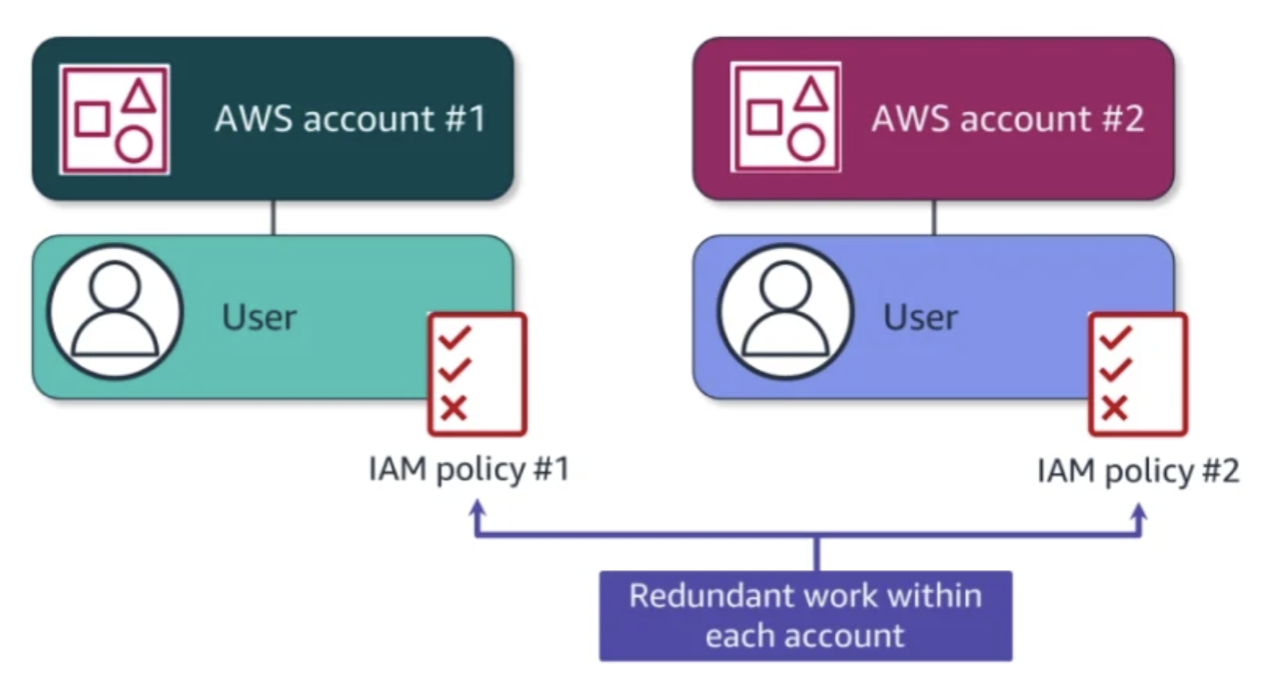 AWS account #1
AWS account #2
User
User
IAM policy #1
IAM policy #2
Redundant work within
each account